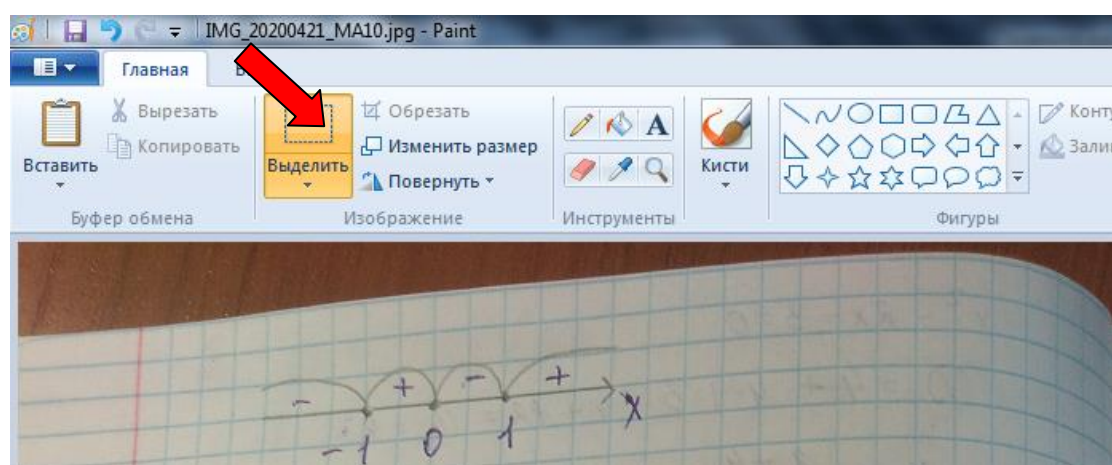 IMG_20200421_MA10.jpg - Paint
Главная
Вставить
Вырезать
Копировать
Буфер обмена
Выделить
Обрезать
Изменить размер
Повернуть
Изображение
A
Инструменты
Кисти
Фигуры
- + - +
-1 0 1 x